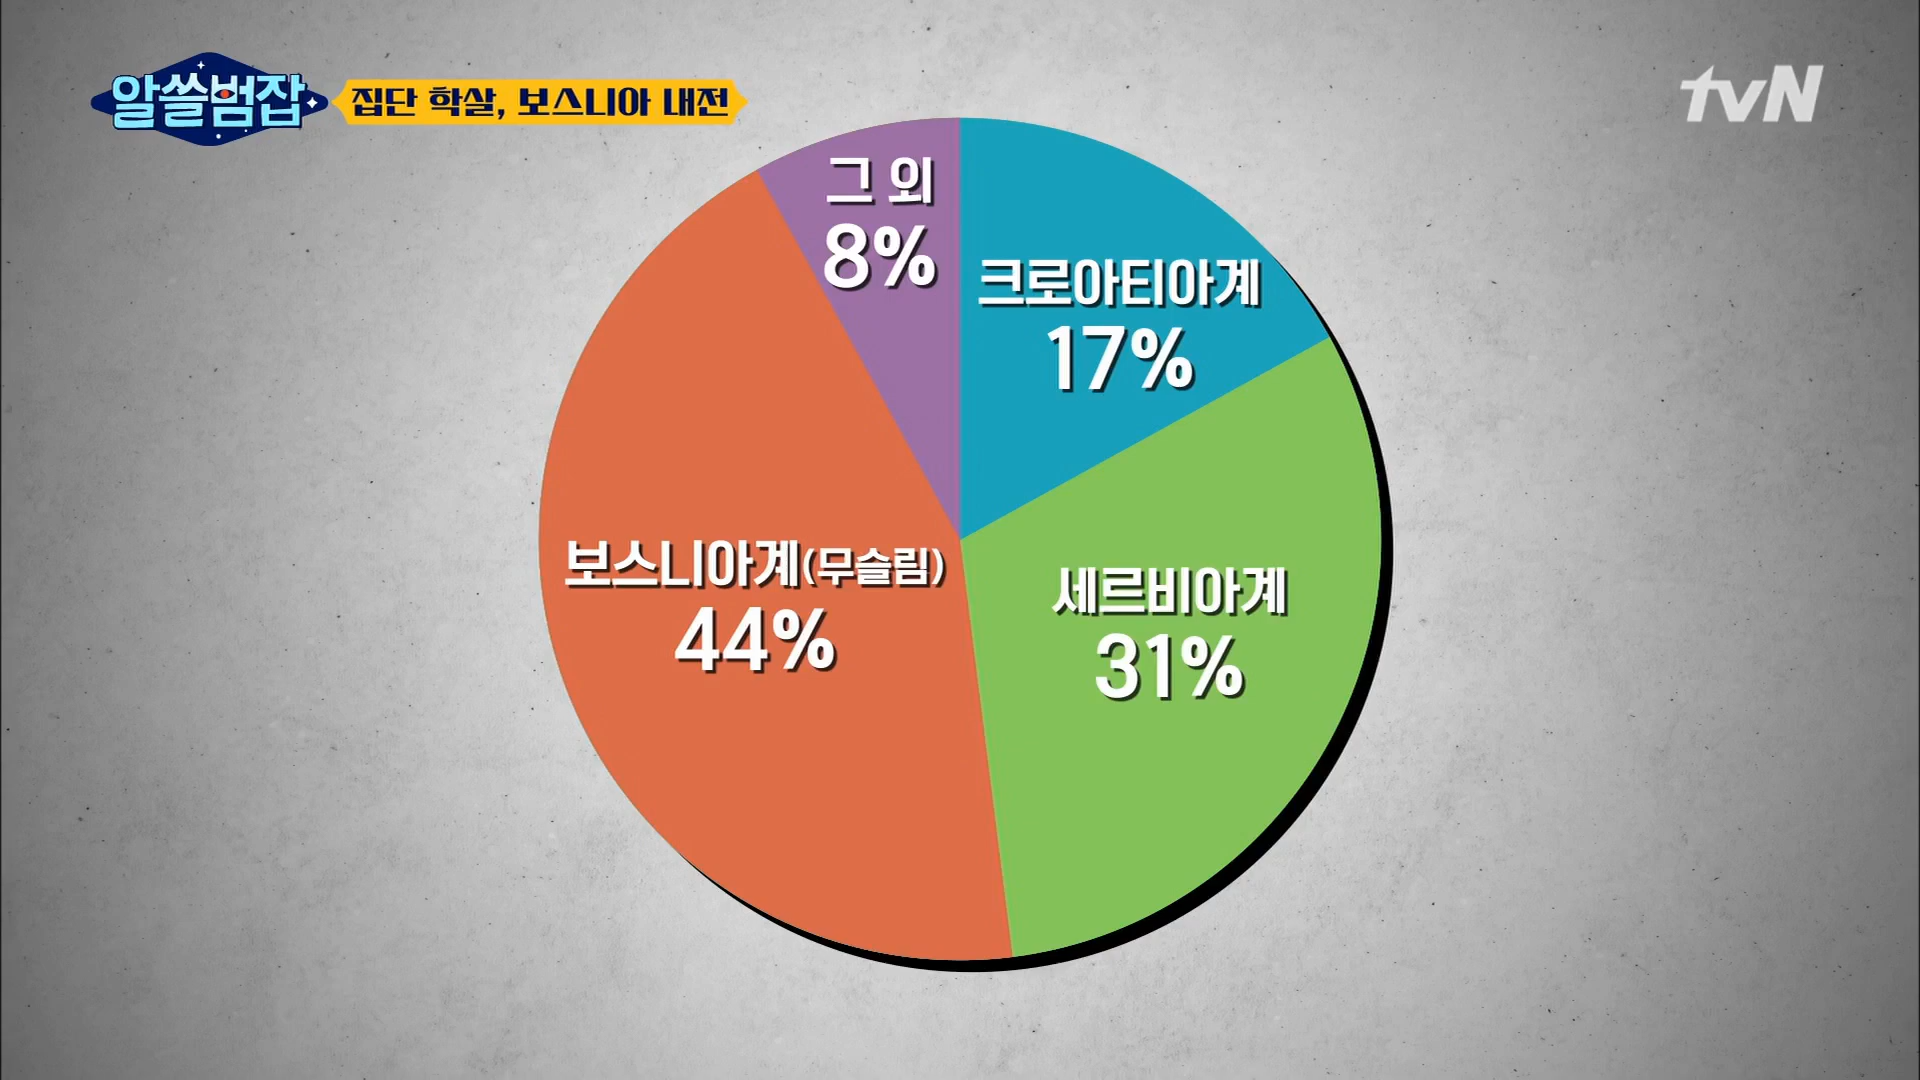 알쓸범잡
집단 학살, 보스니아 내전
tvN
그 외
8%
크로아티아계
17%
보스니아계(무슬림)
44%
세르비아계
31%